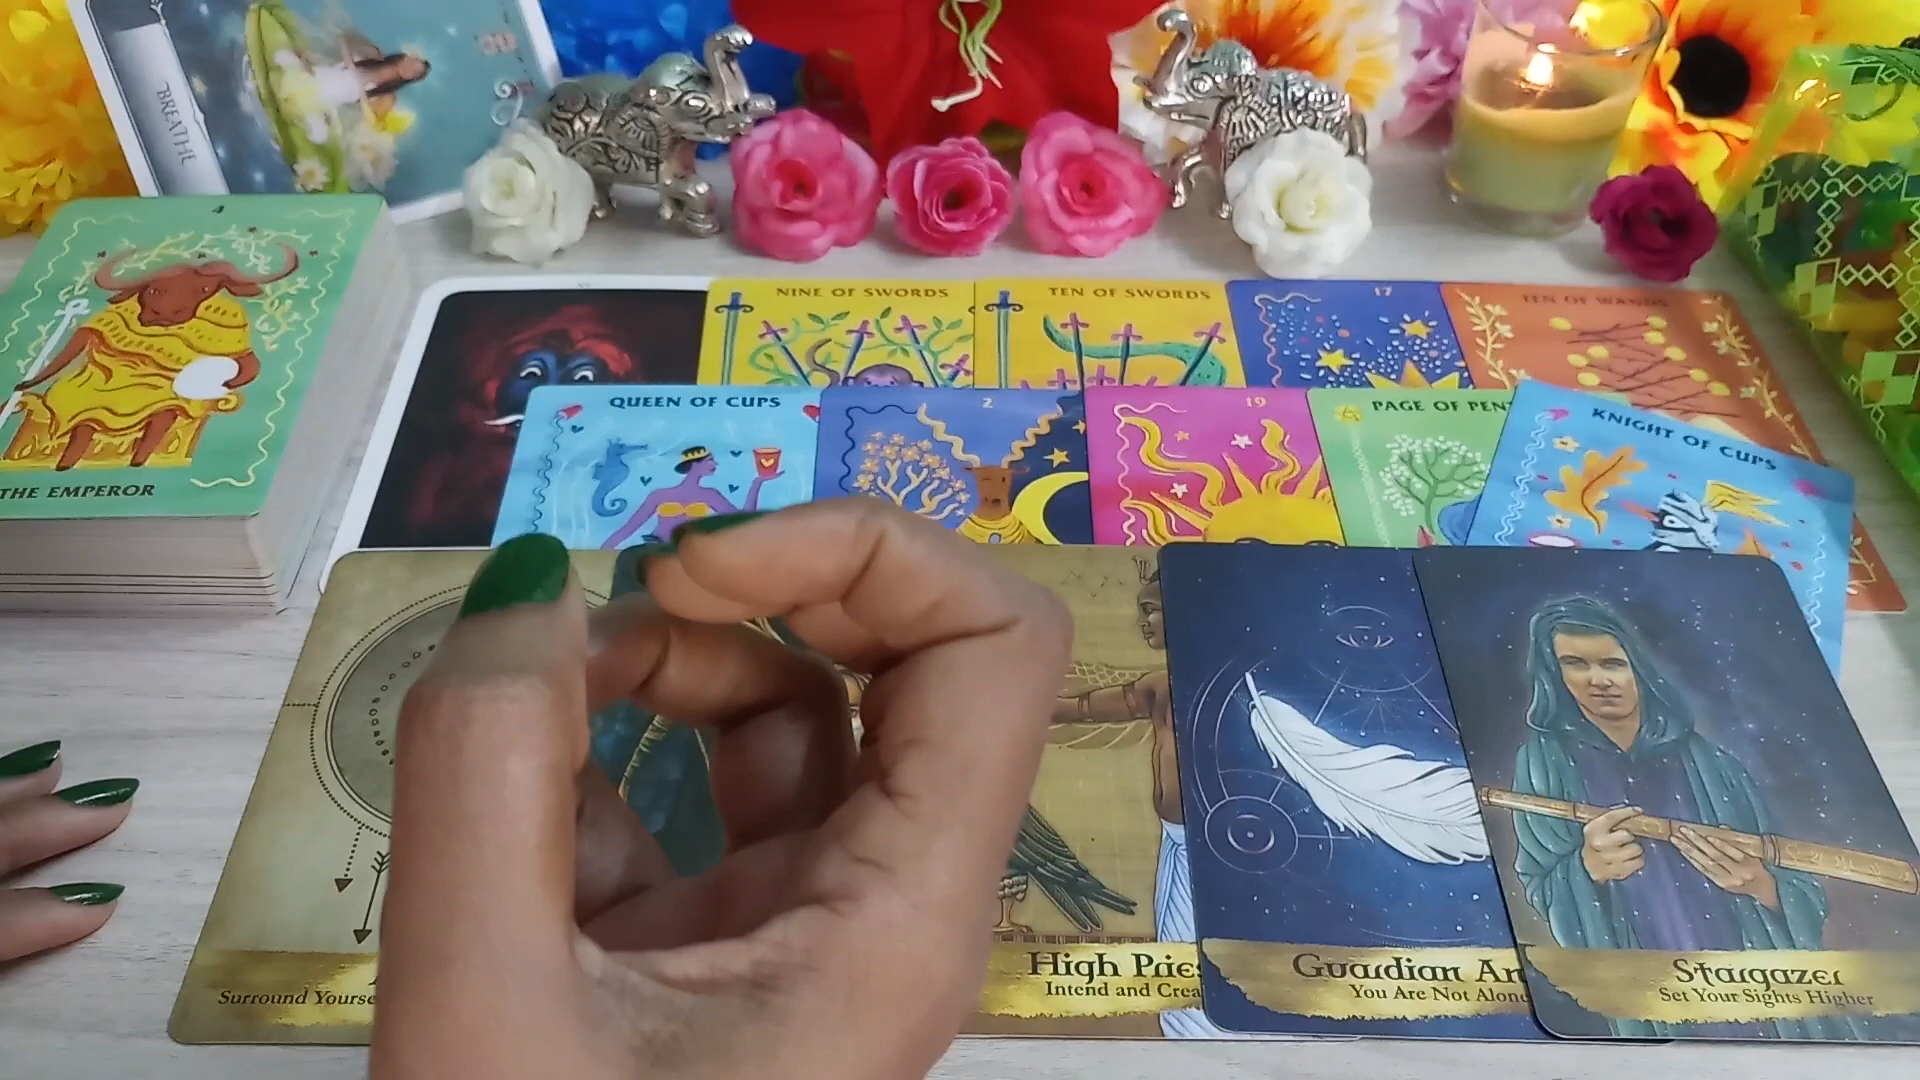 BREATHE
4
THE EMPEROR
NINE OF SWORDS
TEN OF SWORDS
17
TEN OF WANDS
QUEEN OF CUPS
2
19
PAGE OF PEN
KNIGHT OF CUPS
Surround Yourse
High Pries
Intend and Crea
Guardian An
You Are Not Alone
Stargazer
Set Your Sights Higher